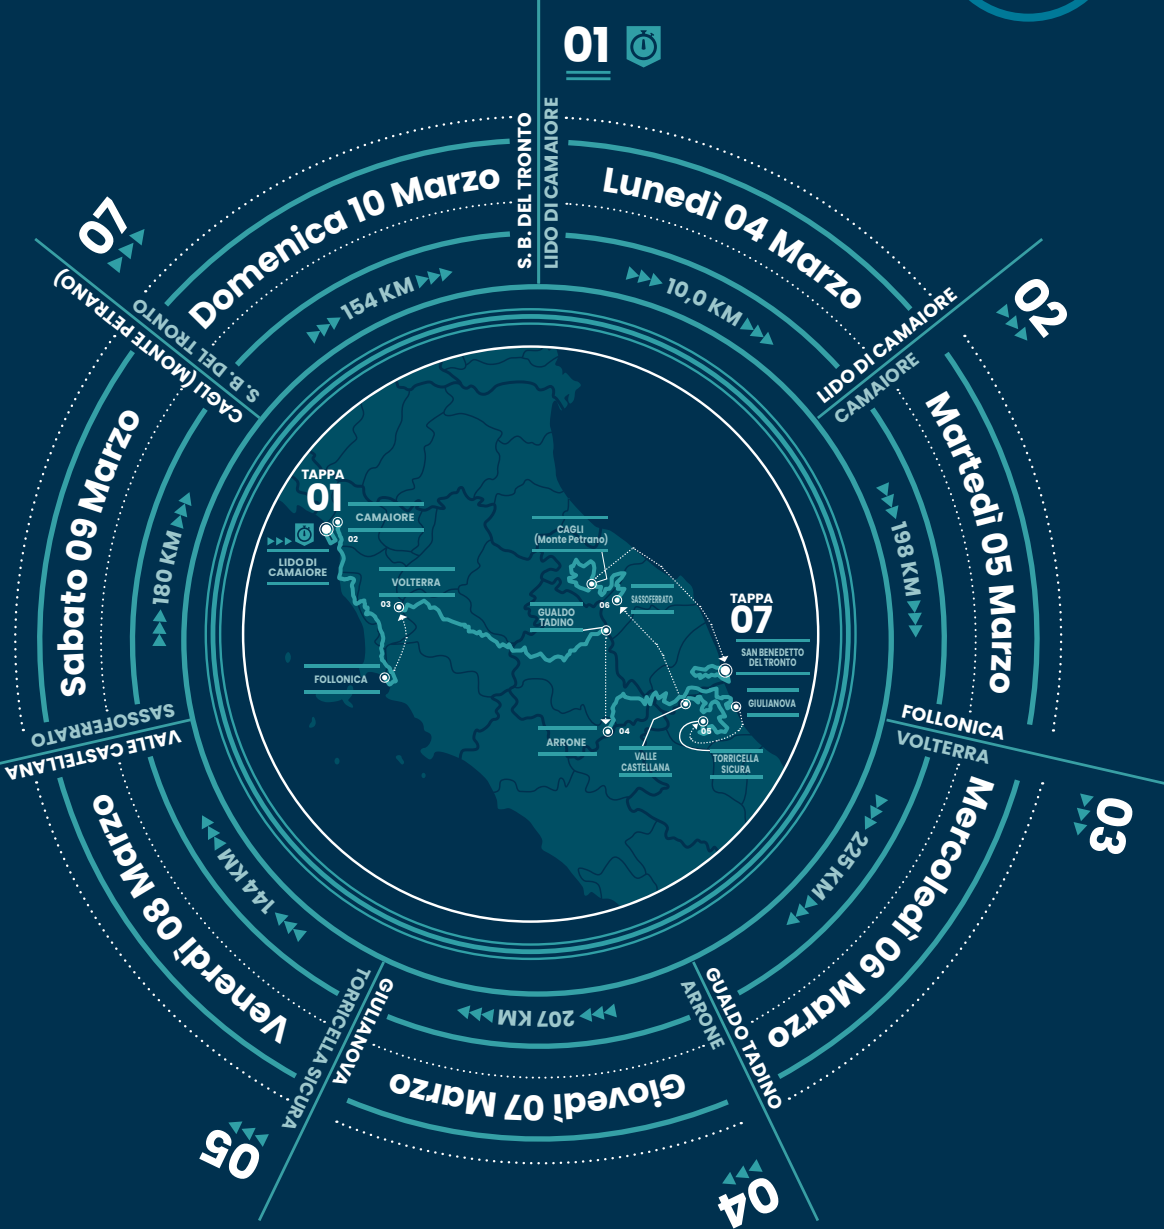 01
S. B. DEL TRONTO
LIDO DI CAMAIORE
Lunedì 04 Marzo
10,0 KM
LIDO DI CAMAIORE
CAMAIORE
02
Martedì 05 Marzo
198 KM
FOLLONICA
VOLTERRA
03
Mercoledì 06 Marzo
225 KM
GUALDO TADINO
ARRONE
04
Giovedì 07 Marzo
207 KM
GIULIANOVA
TORRICELLA SICURA
05
Venerdì 08 Marzo
144 KM
VALLE CASTELLANA
SASSOFERRATO
Sabato 09 Marzo
180 KM
CAGLI (MONTE PETRANO)
S. B. DEL TRONTO
07
Domenica 10 Marzo
154 KM
TAPPA
01
CAMAIORE
02
LIDO DI
CAMAIORE
VOLTERRA
03
FOLLONICA
CAGLI
(Monte Petrano)
SASSOFERRATO
06
GUALDO
TADINO
TAPPA
07
SAN BENEDETTO
DEL TRONTO
GIULIANOVA
05
ARRONE
04
VALLE
CASTELLANA
TORRICELLA
SICURA